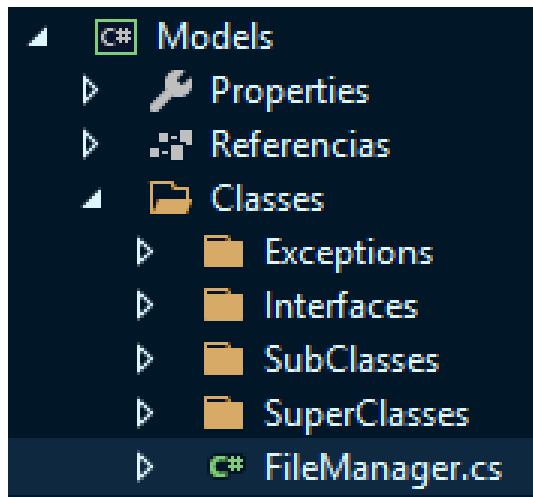 C# Models
Properties
Referencias
Classes
Exceptions
Interfaces
SubClasses
SuperClasses
C# FileManager.cs